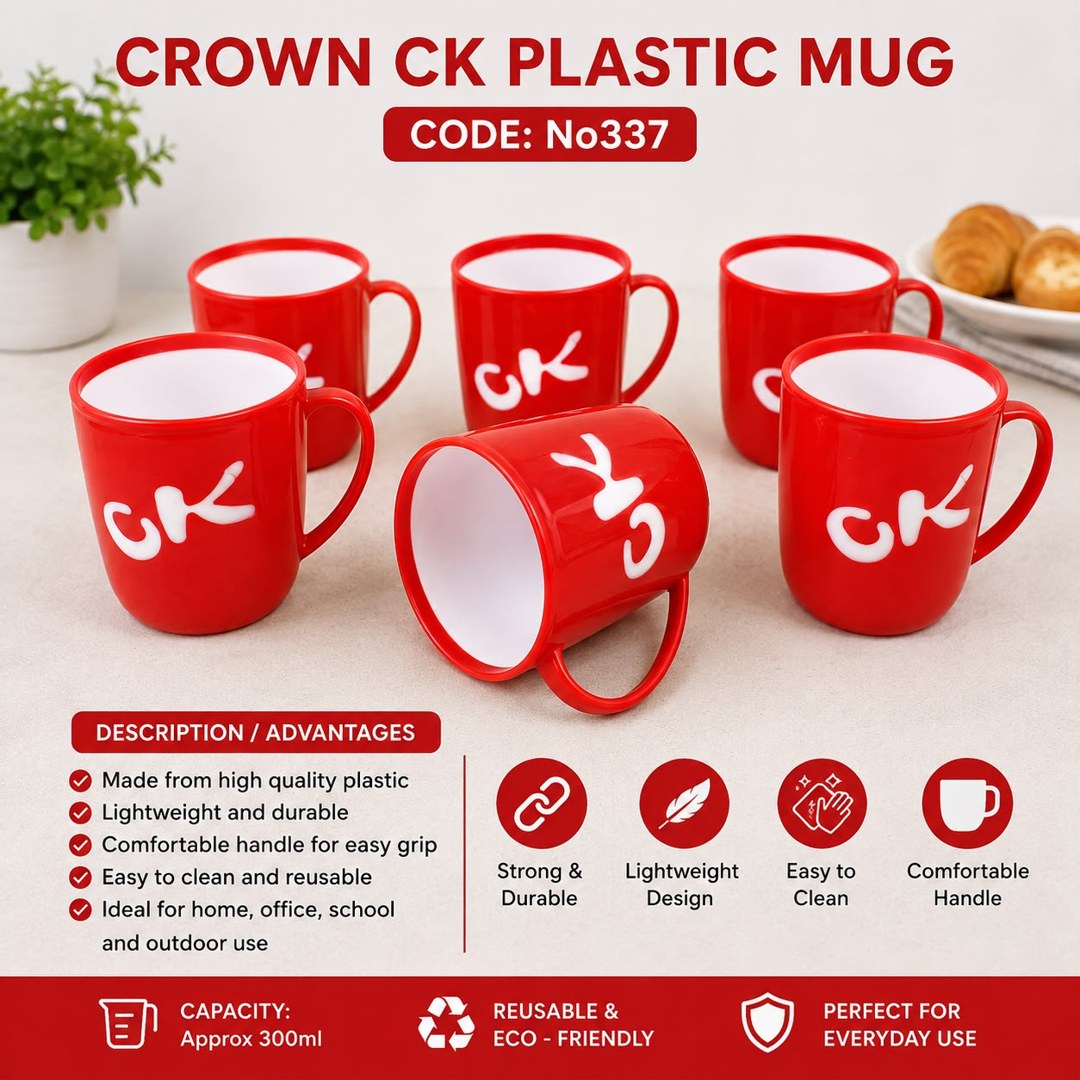 CROWN CK PLASTIC MUG
CODE: No337
CK
CK
CK
CK
DESCRIPTION / ADVANTAGES
Made from high quality plastic
Lightweight and durable
Comfortable handle for easy grip
Easy to clean and reusable
Ideal for home, office, school
and outdoor use
Strong &
Durable
Lightweight
Design
Easy to
Clean
Comfortable
Handle
CAPACITY:
Approx 300ml
REUSABLE &
ECO - FRIENDLY
PERFECT FOR
EVERYDAY USE